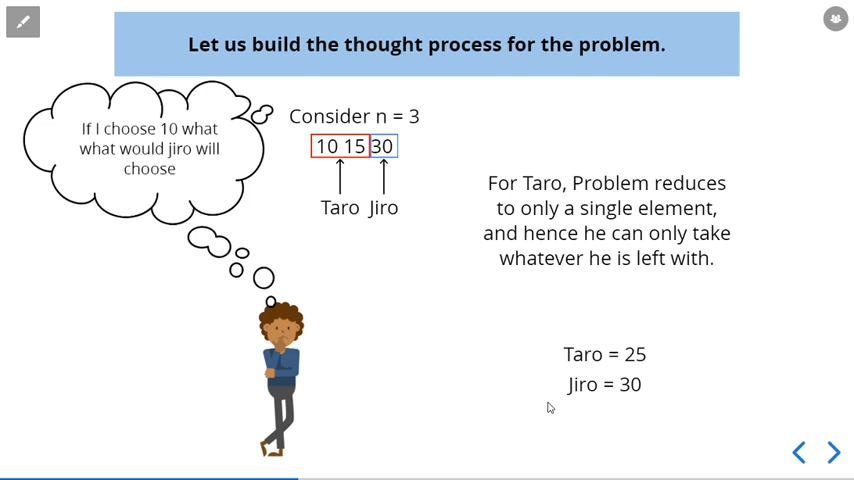 Let us build the thought process for the problem.
If I choose 10 what
what would jiro will
choose
Consider n = 3
10 15 30
Taro Jiro
For Taro, Problem reduces
to only a single element,
and hence he can only take
whatever he is left with.
Taro = 25
Jiro = 30